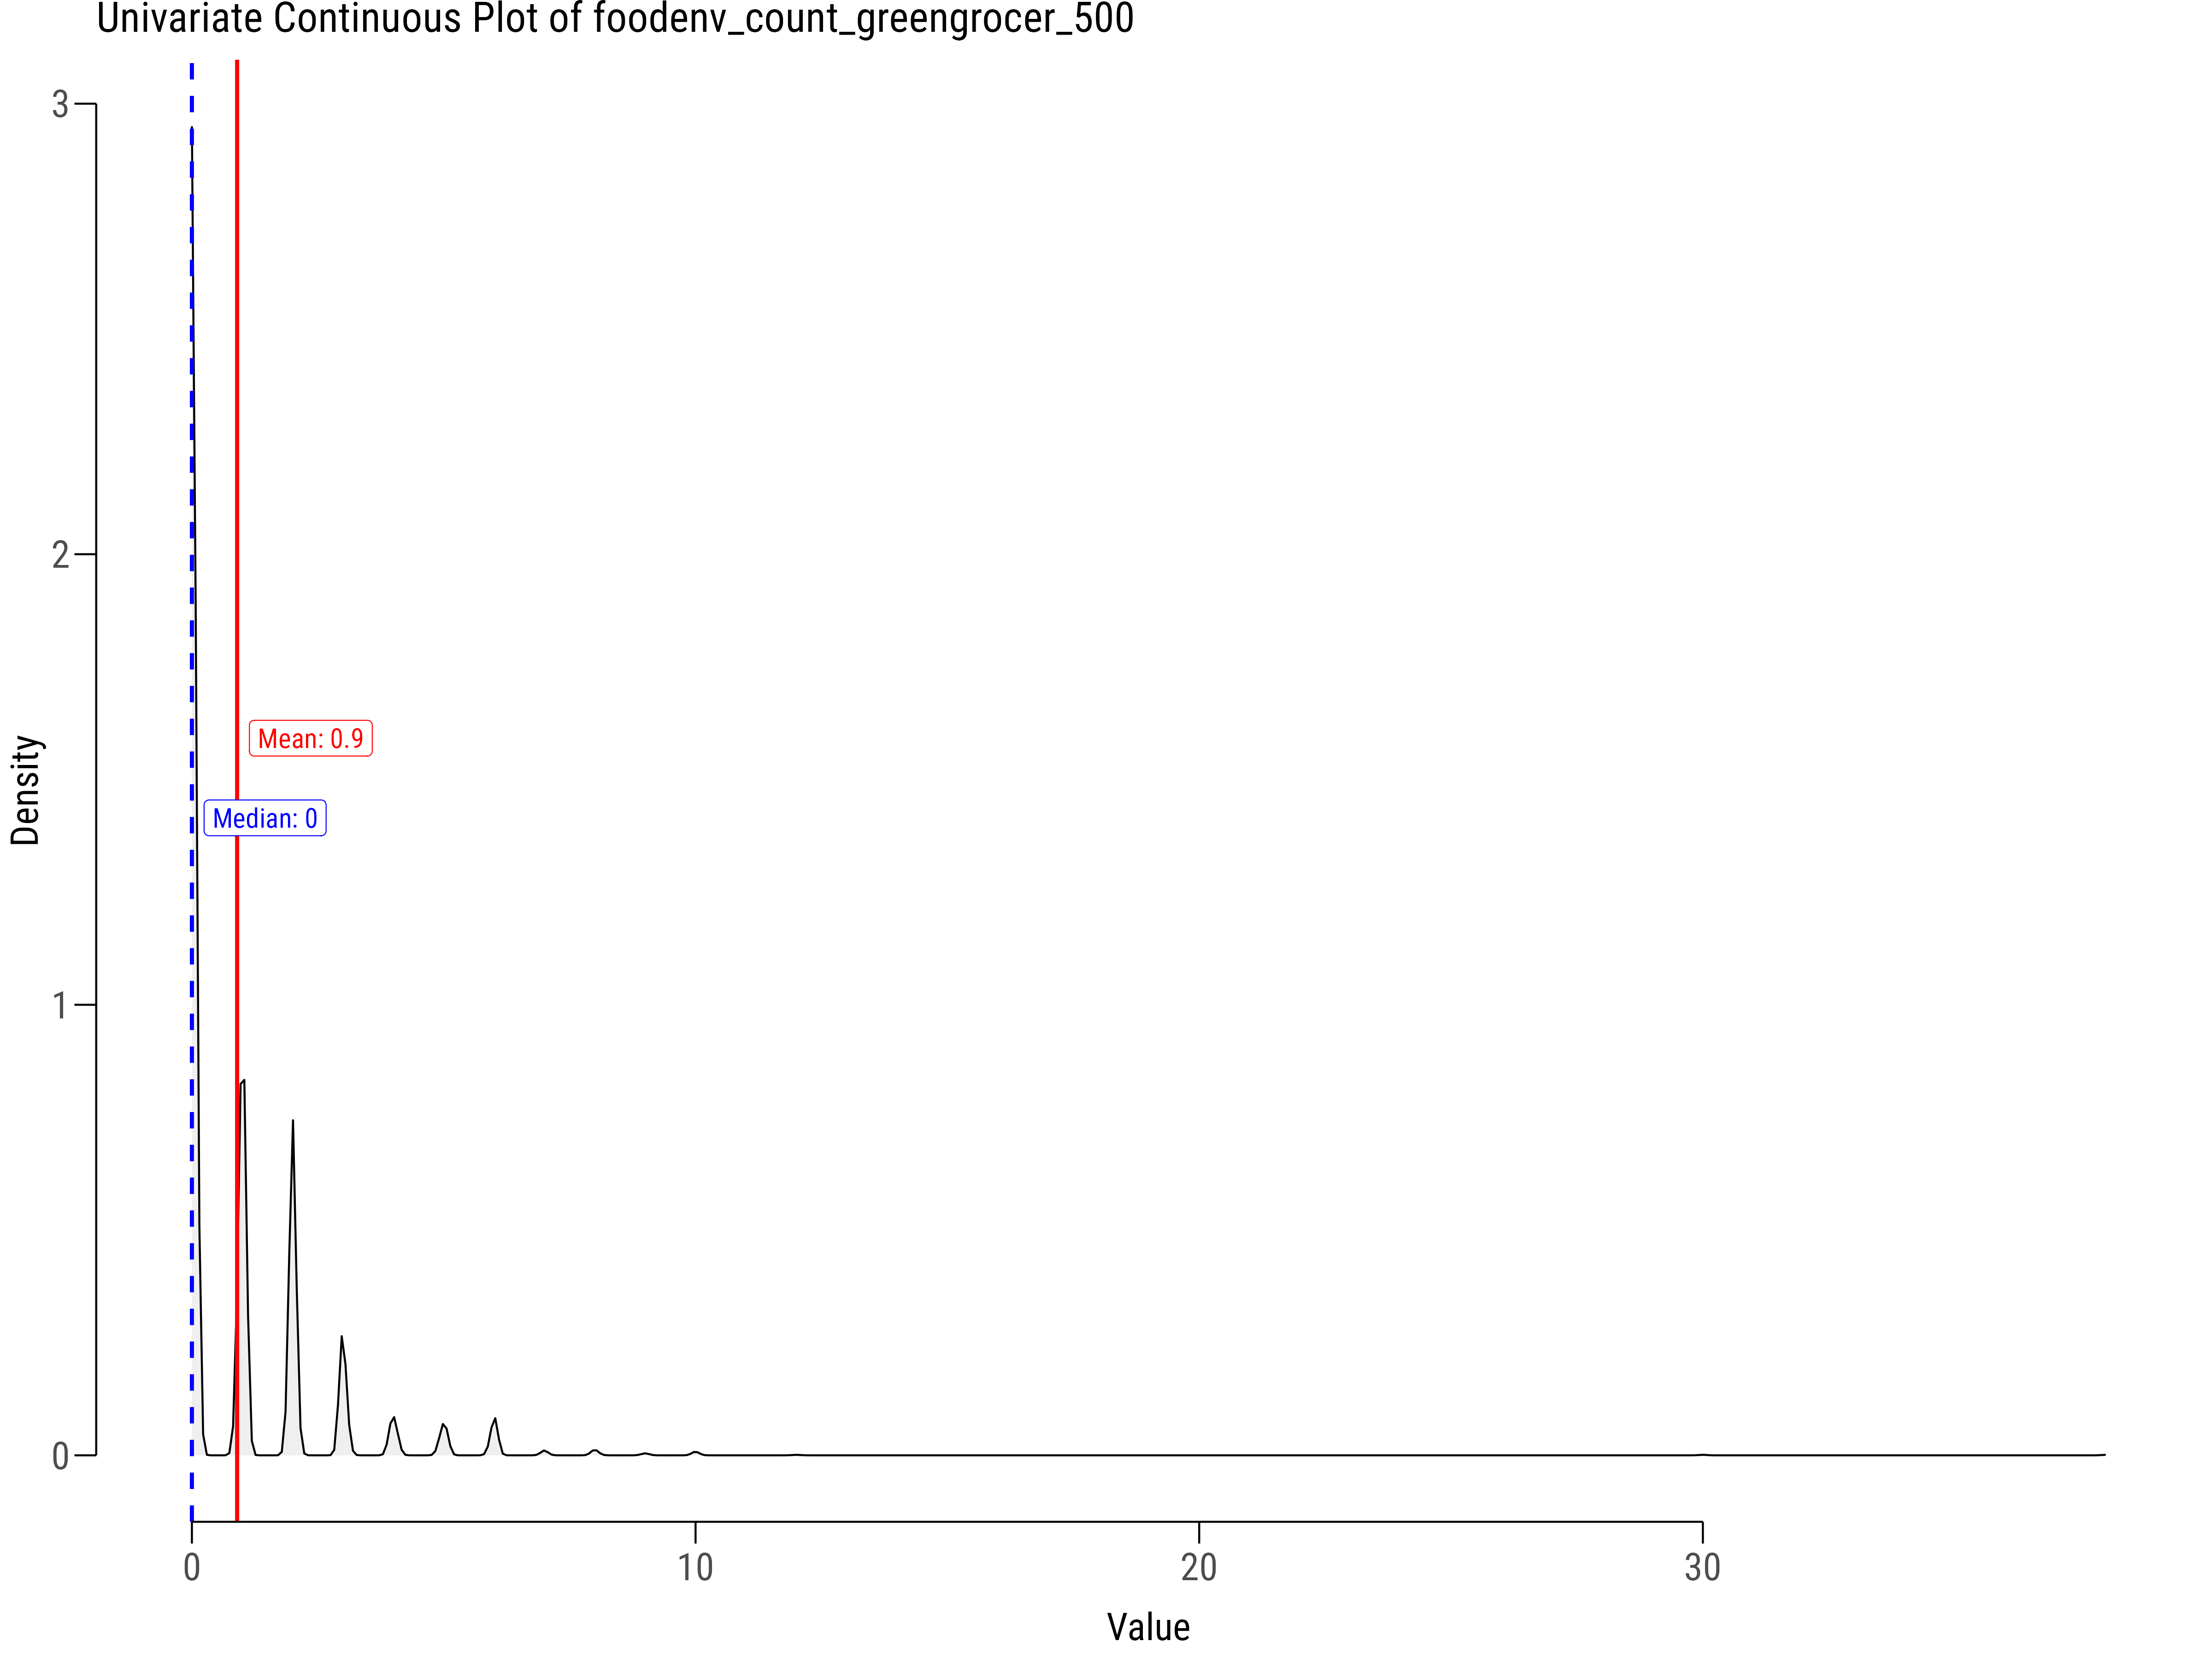 Univariate Continuous Plot of foodenv_count_greengrocer_500
3
2
1
0
Density
Mean: 0.9
Median: 0
0 10 20 30
Value